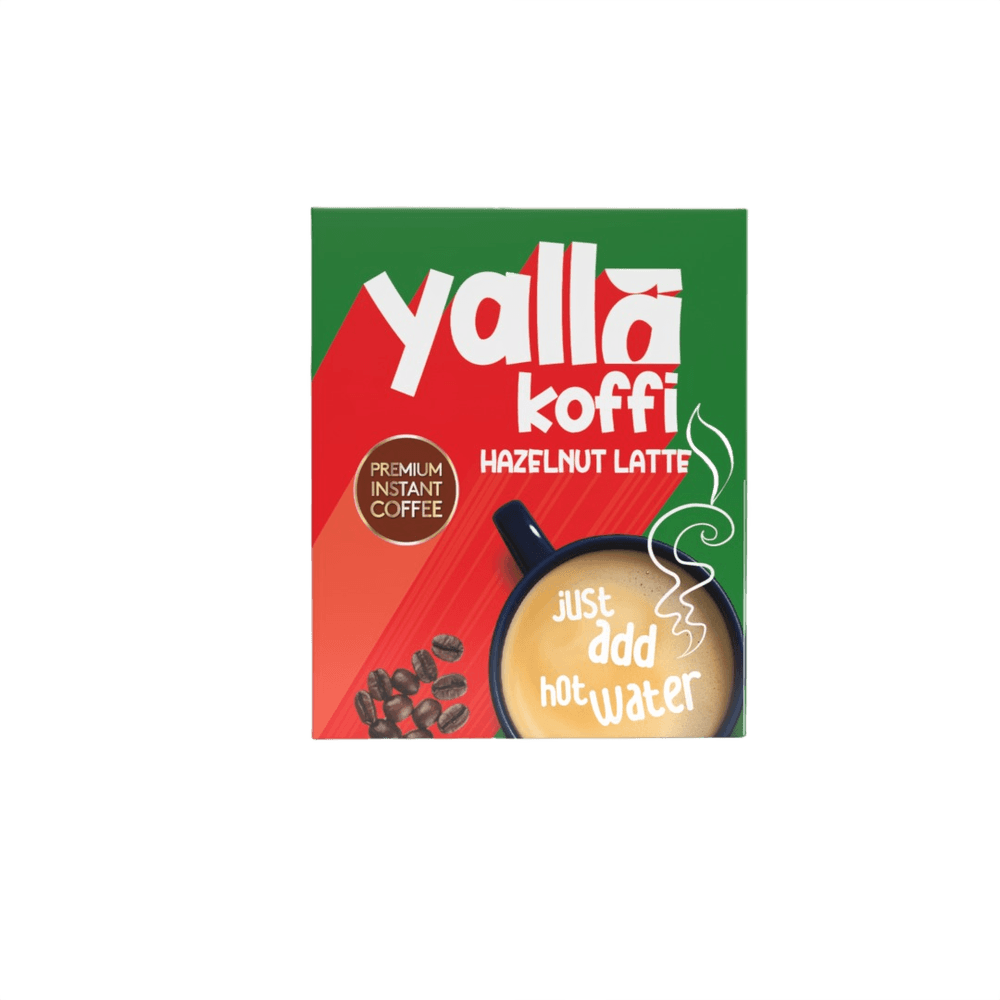 yallā
koffi
HAZELNUT LATTE
PREMIUM
INSTANT
COFFEE
just
add
hot water